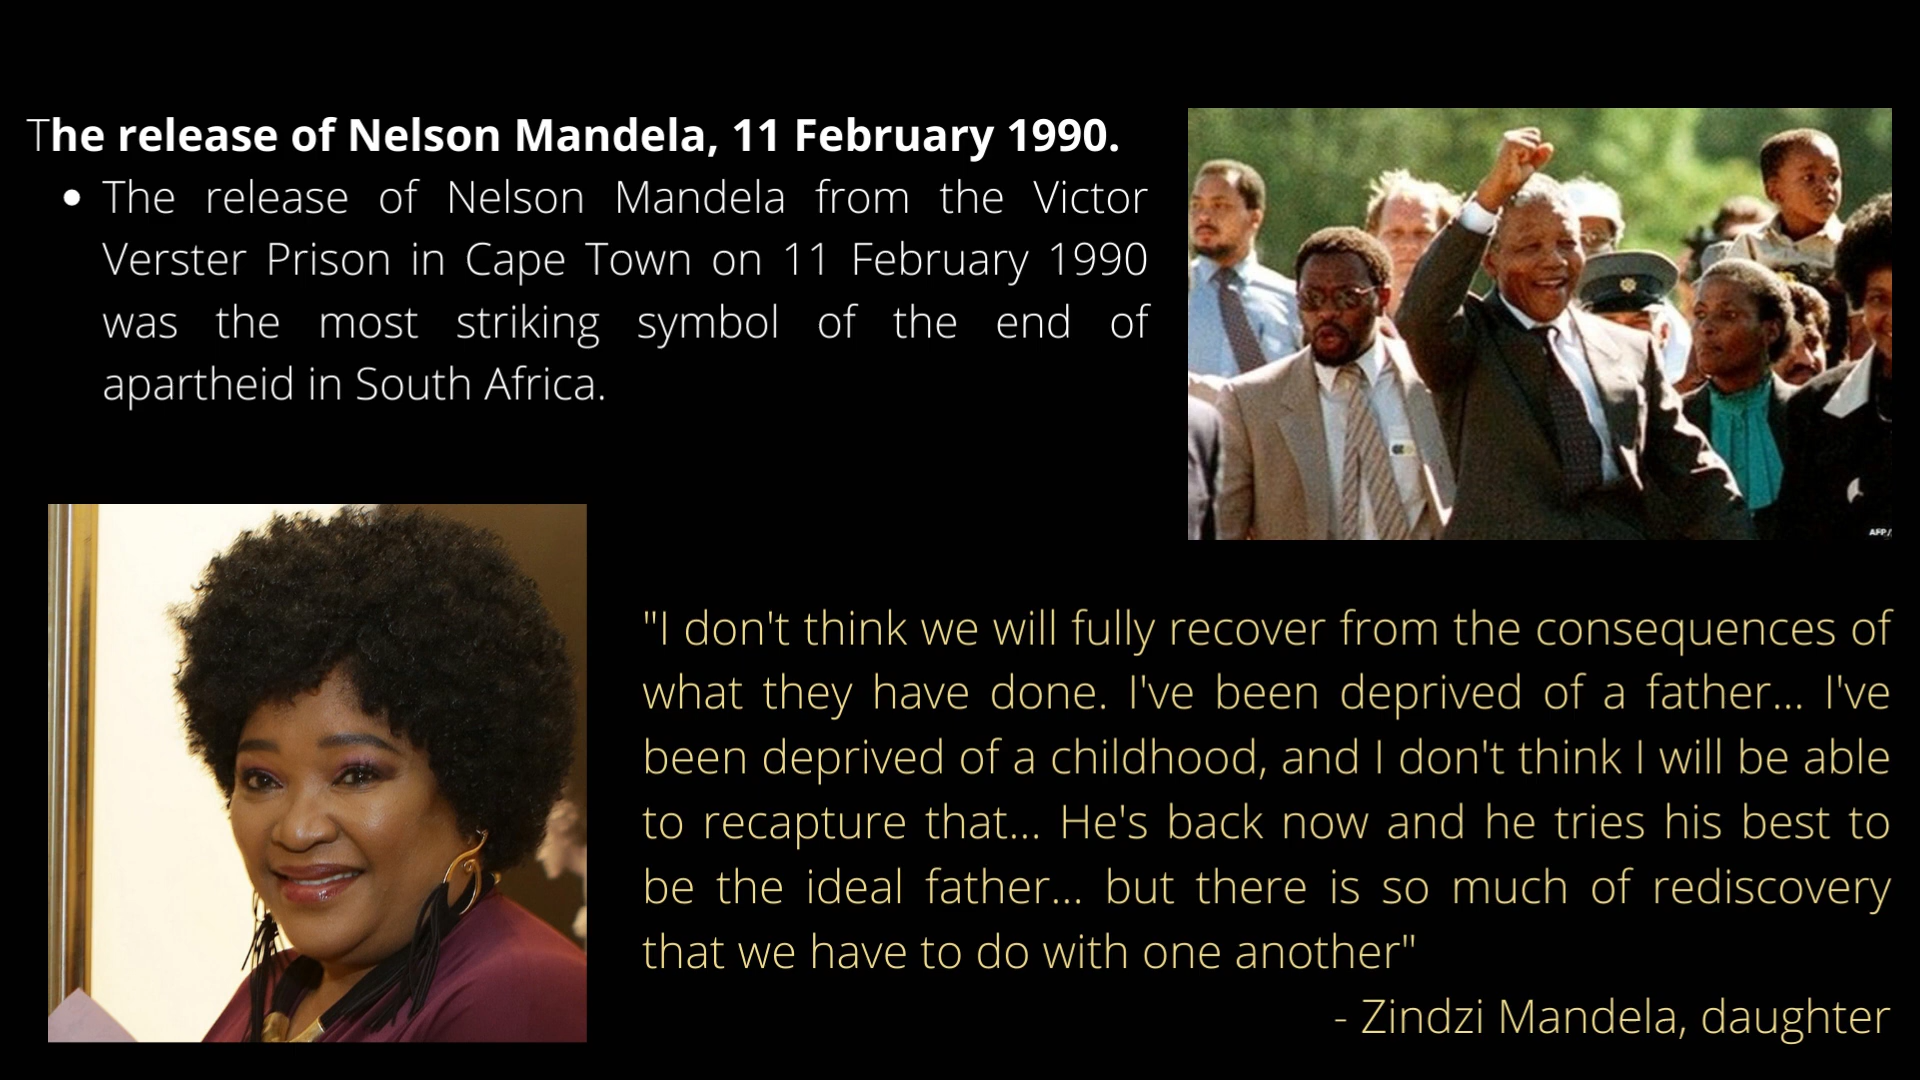 The release of Nelson Mandela, 11 February 1990.
• The release of Nelson Mandela from the Victor
Verster Prison in Cape Town on 11 February 1990
was the most striking symbol of the end of
apartheid in South Africa.
AFP/
"I don't think we will fully recover from the consequences of
what they have done. I've been deprived of a father... I've
been deprived of a childhood, and I don't think I will be able
to recapture that... He's back now and he tries his best to
be the ideal father... but there is so much of rediscovery
that we have to do with one another"
- Zindzi Mandela, daughter